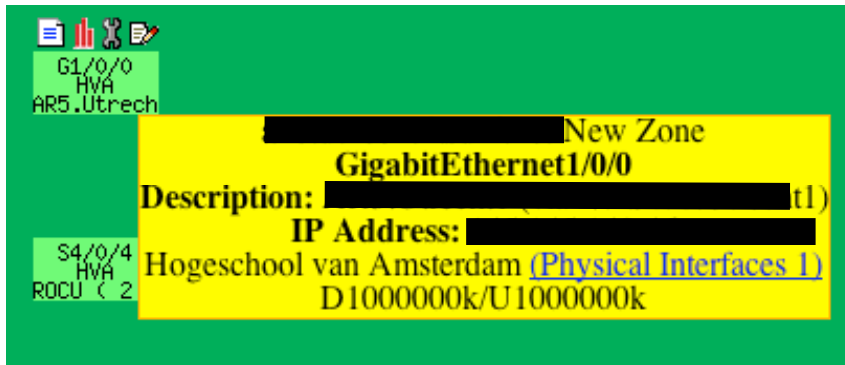 G1/0/0
HVA
AR5.Utrech
New Zone
GigabitEthernet1/0/0
Description: t1)
IP Address:
S4/0/4
HVA
ROCU ( 2
Hogeschool van Amsterdam (Physical Interfaces 1)
D1000000k/U1000000k